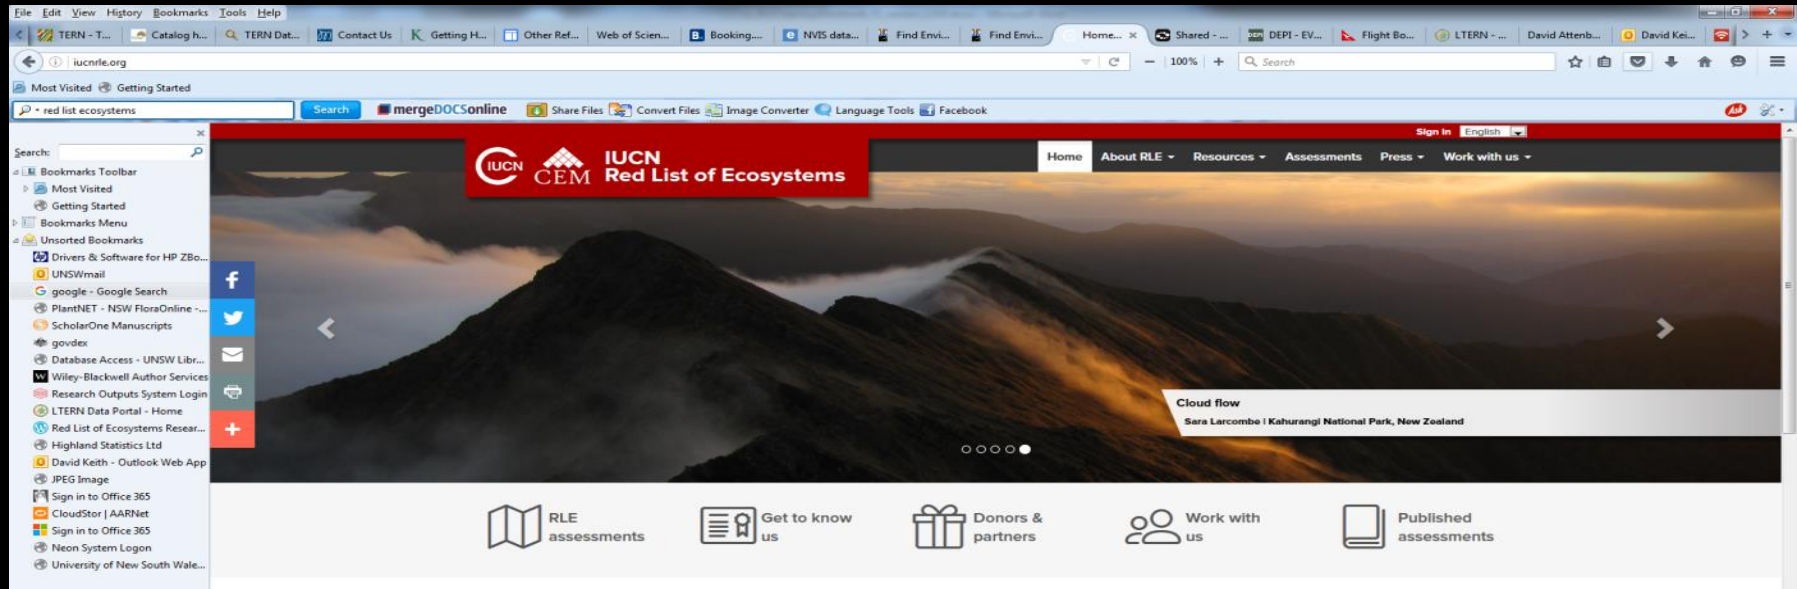 File Edit View History Bookmarks Tools Help
TERN - T... Catalog h... TERN Dat... Contact Us Getting H... Other Ref... Web of Scien... Booking.... NVIS data... Find Envi... Find Envi... Home... Shared - ... DEPI - EV... Flight Bo... LTERN - ... David Attenb... David Kei...
iucnrle.org 100% Search
Most Visited Getting Started
red list ecosystems Search mergeDOCSonline Share Files Convert Files Image Converter Language Tools Facebook Ask
Sign In English
Search:
Bookmarks Toolbar
Most Visited
Getting Started
Bookmarks Menu
Unsorted Bookmarks
Drivers & Software for HP ZBo...
UNSWmail
google - Google Search
PlantNET - NSW FloraOnline -...
ScholarOne Manuscripts
govdex
Database Access - UNSW Libr...
Wiley-Blackwell Author Services
Research Outputs System Login
LTERN Data Portal - Home
Red List of Ecosystems Resear...
Highland Statistics Ltd
David Keith - Outlook Web App
JPEG Image
Sign in to Office 365
CloudStor | AARNet
Sign in to Office 365
Neon System Logon
University of New South Wale...
IUCN CEM IUCN
Red List of Ecosystems
Home About RLE Resources Assessments Press Work with us
Cloud flow
Sara Larcombe | Kahurangi National Park, New Zealand
RLE
assessments
Get to know
us
Donors &
partners
Work with
us
Published
assessments